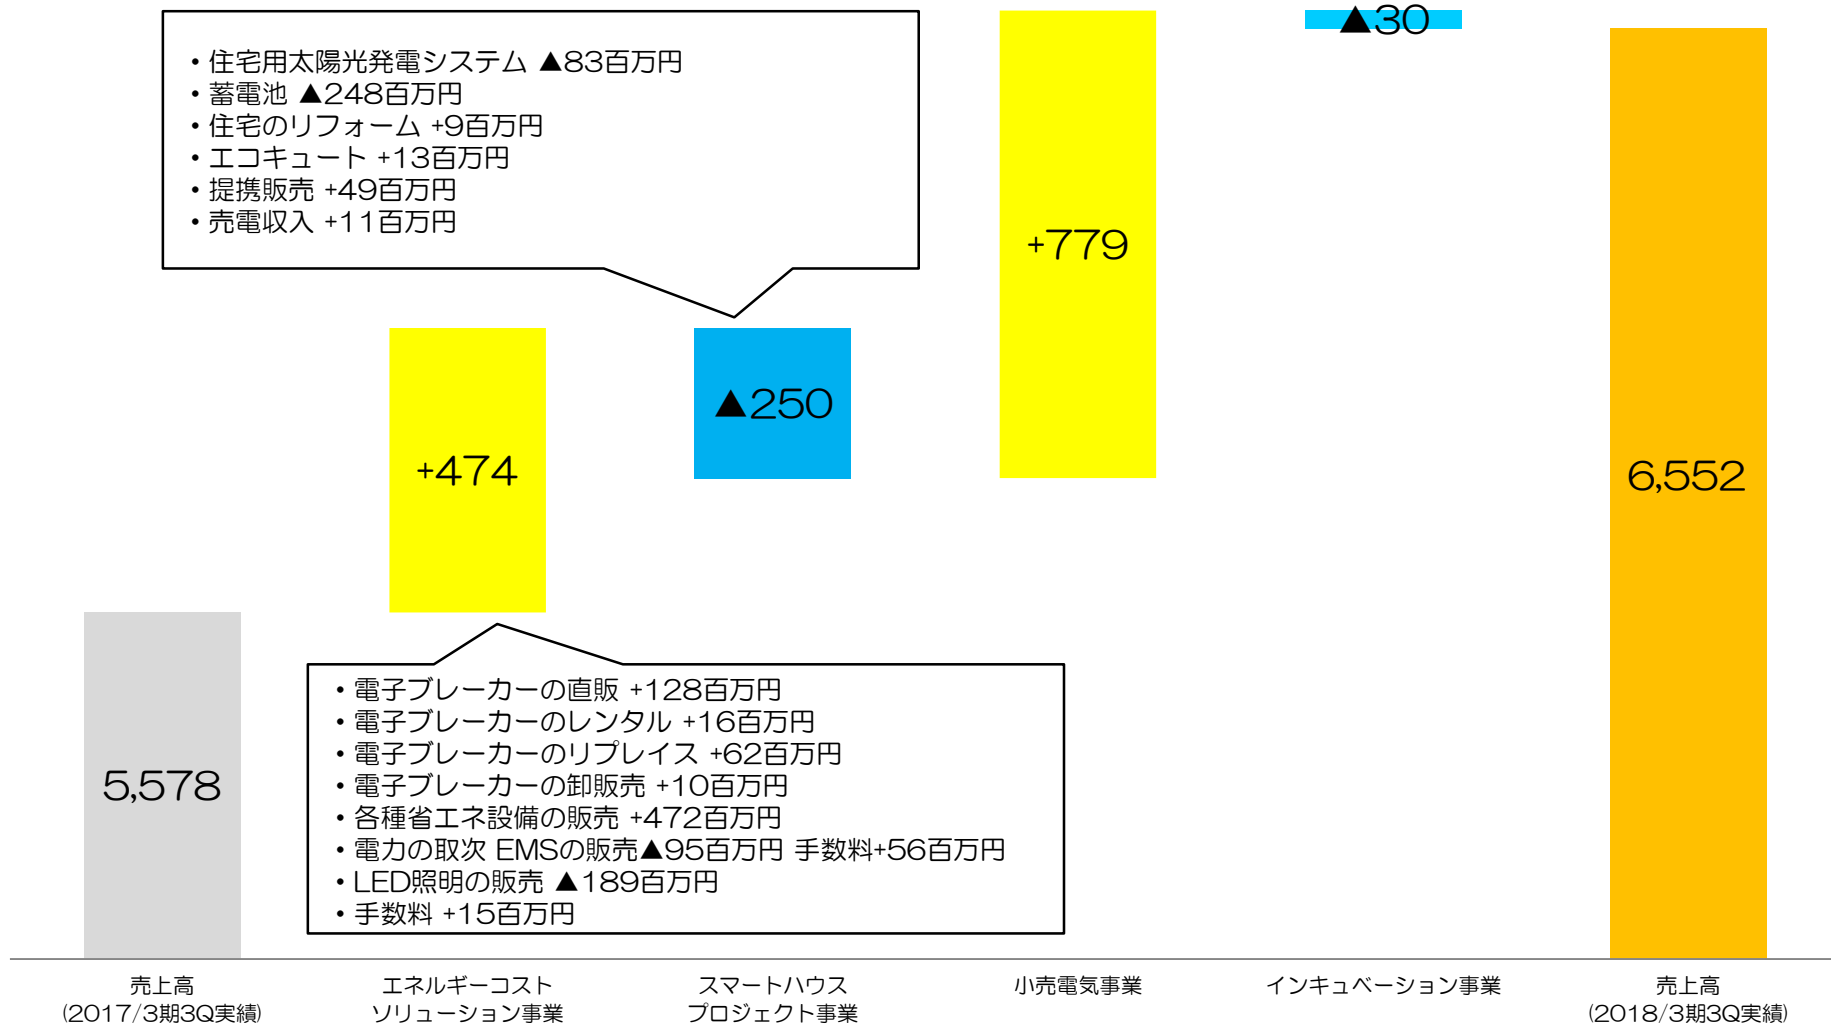 ・住宅用太陽光発電システム ▲83百万円
・蓄電池 ▲248百万円
・住宅のリフォーム +9百万円
・エコキュート +13百万円
・提携販売 +49百万円
・売電収入 +11百万円
▲30
+779
▲250
+474
6,552
5,578
・電子ブレーカーの直販 +128百万円
・電子ブレーカーのレンタル +16百万円
・電子ブレーカーのリプレイス +62百万円
・電子ブレーカーの卸販売 +10百万円
・各種省エネ設備の販売 +472百万円
・電力の取次 EMSの販売▲95百万円 手数料+56百万円
・LED照明の販売 ▲189百万円
・手数料 +15百万円
売上高
(2017/3期3Q実績)
エネルギーコスト
ソリューション事業
スマートハウス
プロジェクト事業
小売電気事業
インキュベーション事業
売上高
(2018/3期3Q実績)